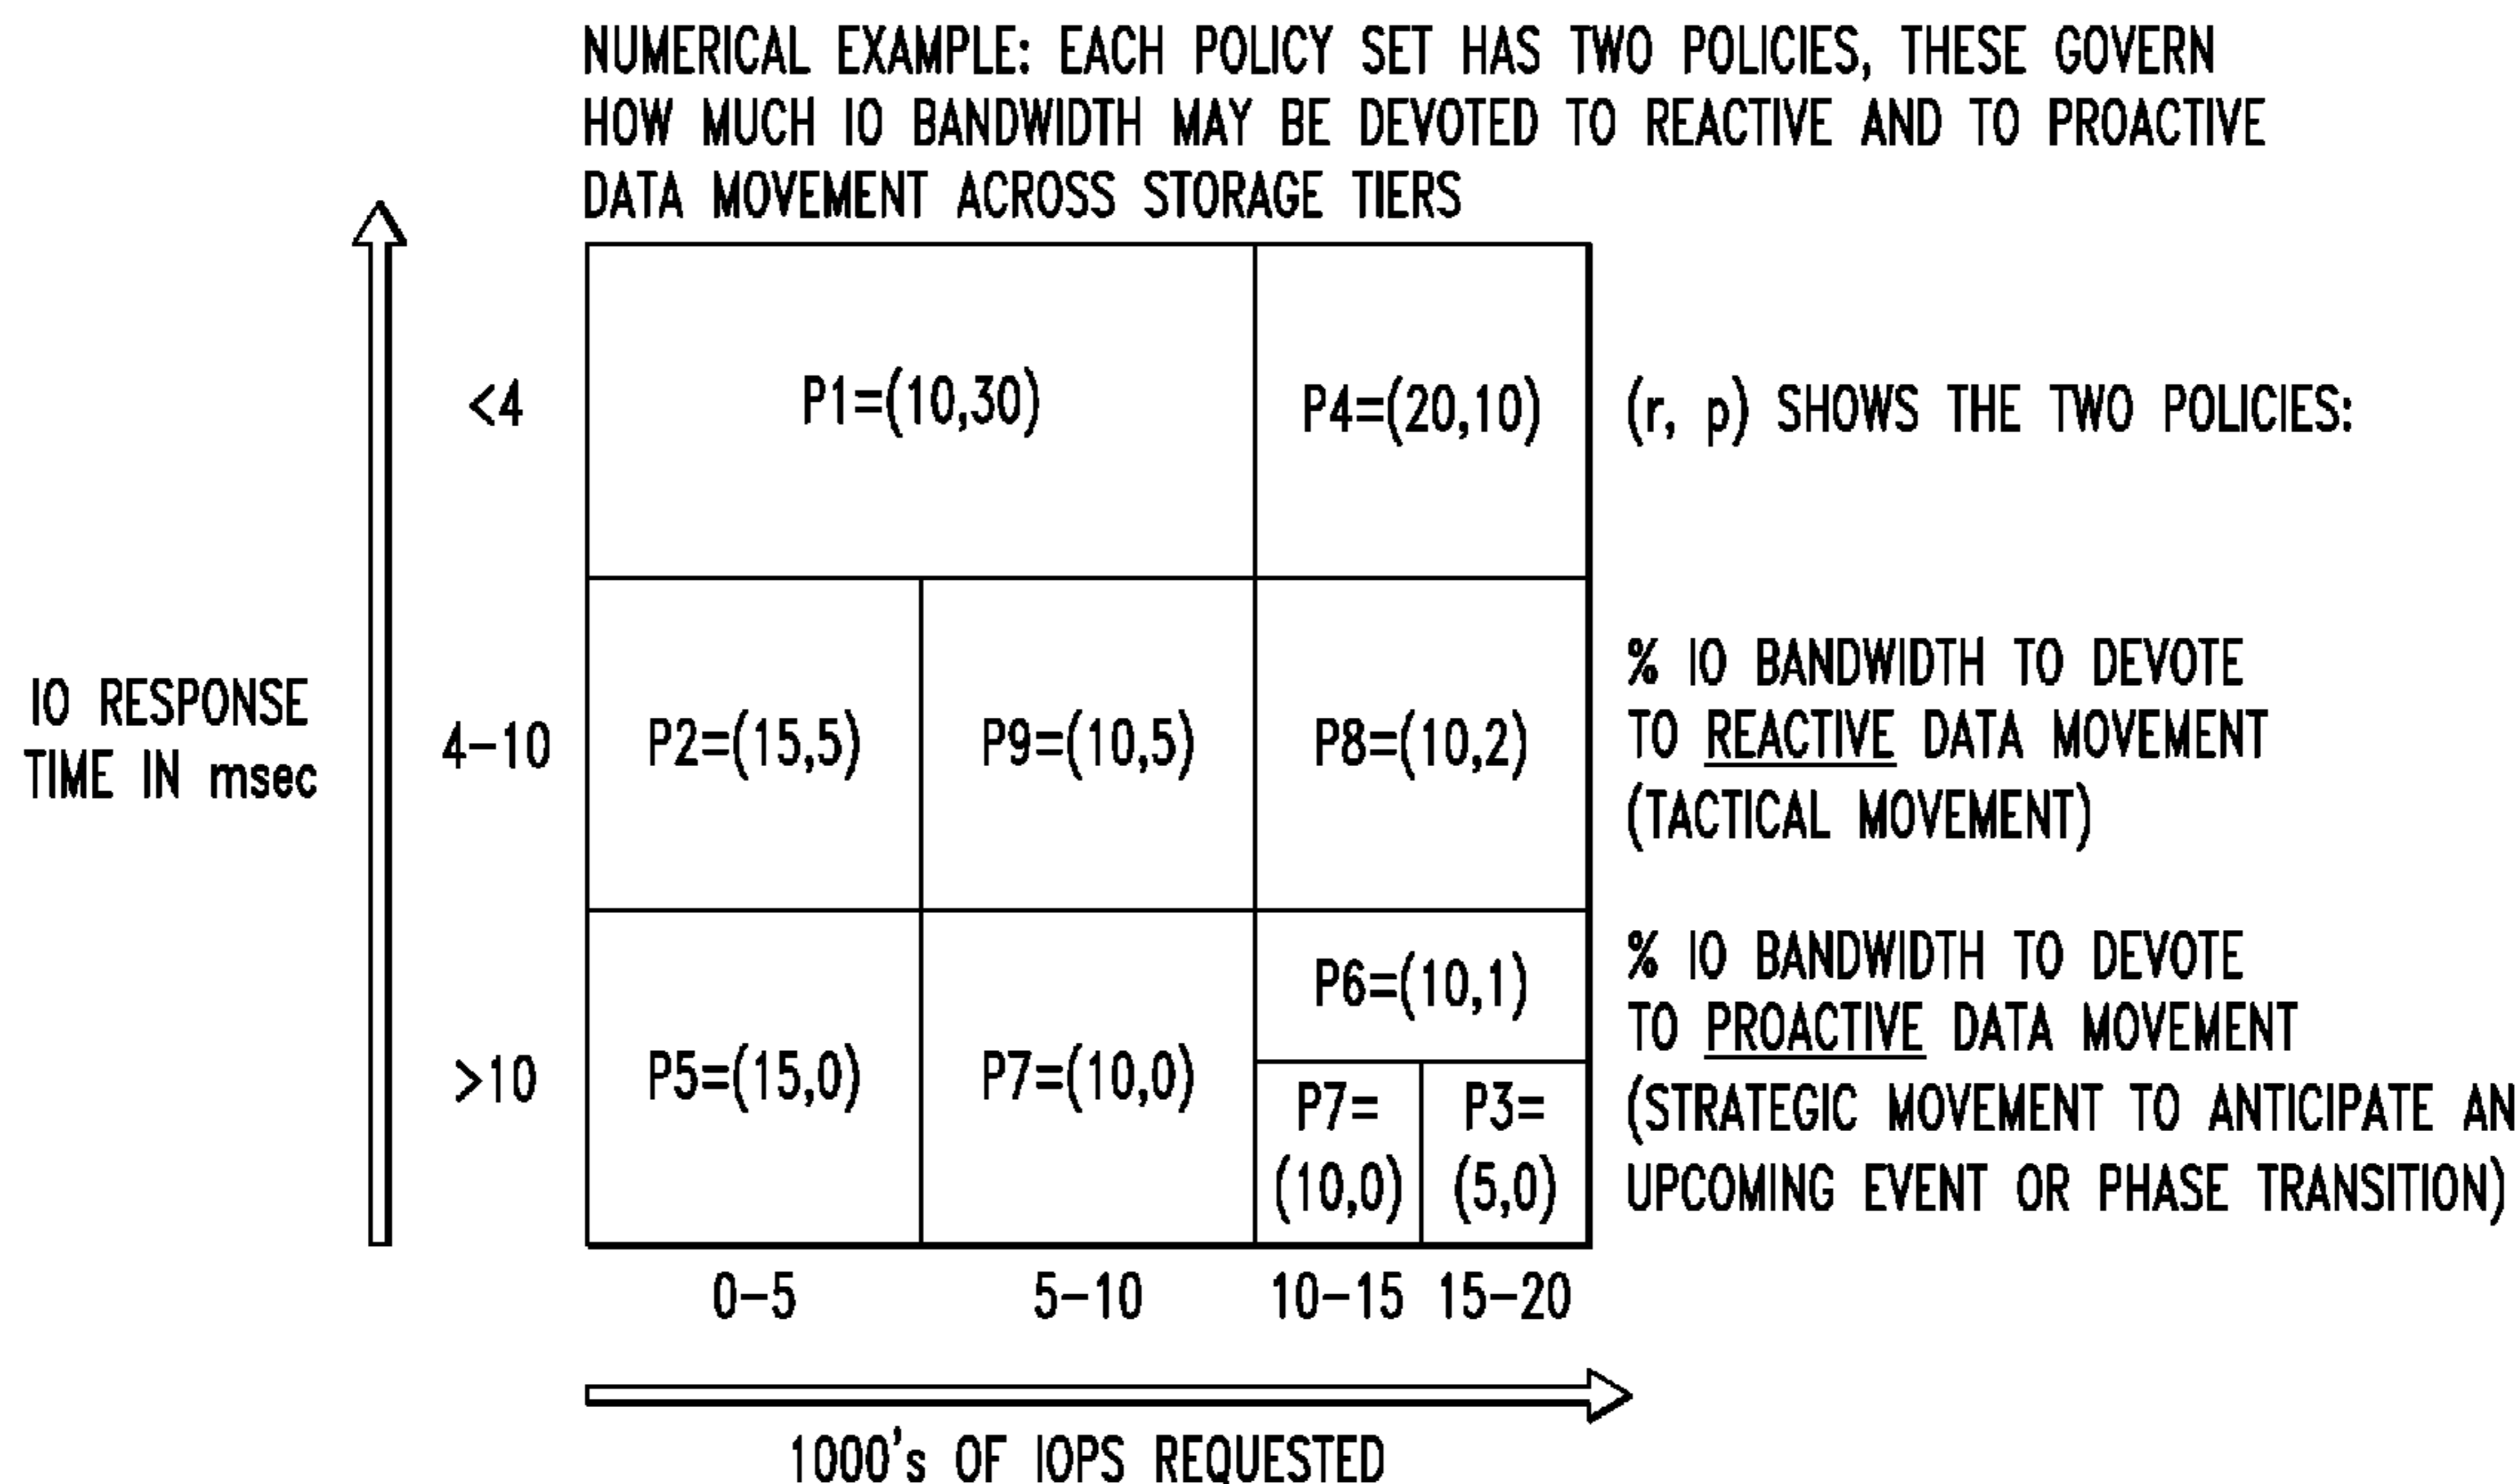 NUMERICAL EXAMPLE: EACH POLICY SET HAS TWO POLICIES, THESE GOVERN
HOW MUCH IO BANDWIDTH MAY BE DEVOTED TO REACTIVE AND TO PROACTIVE
DATA MOVEMENT ACROSS STORAGE TIERS
<4
P1=(10,30)
P4=(20,10)
(r, p) SHOWS THE TWO POLICIES:
IO RESPONSE
TIME IN msec
4-10
P2=(15,5)
P9=(10,5)
P8=(10,2)
% IO BANDWIDTH TO DEVOTE
TO REACTIVE DATA MOVEMENT
(TACTICAL MOVEMENT)
>10
P5=(15,0)
P7=(10,0)
P6=(10,1)
P7=
(10,0)
P3=
(5,0)
% IO BANDWIDTH TO DEVOTE
TO PROACTIVE DATA MOVEMENT
(STRATEGIC MOVEMENT TO ANTICIPATE AN
UPCOMING EVENT OR PHASE TRANSITION)
0-5
5-10
10-15
15-20
1000's OF IOPS REQUESTED